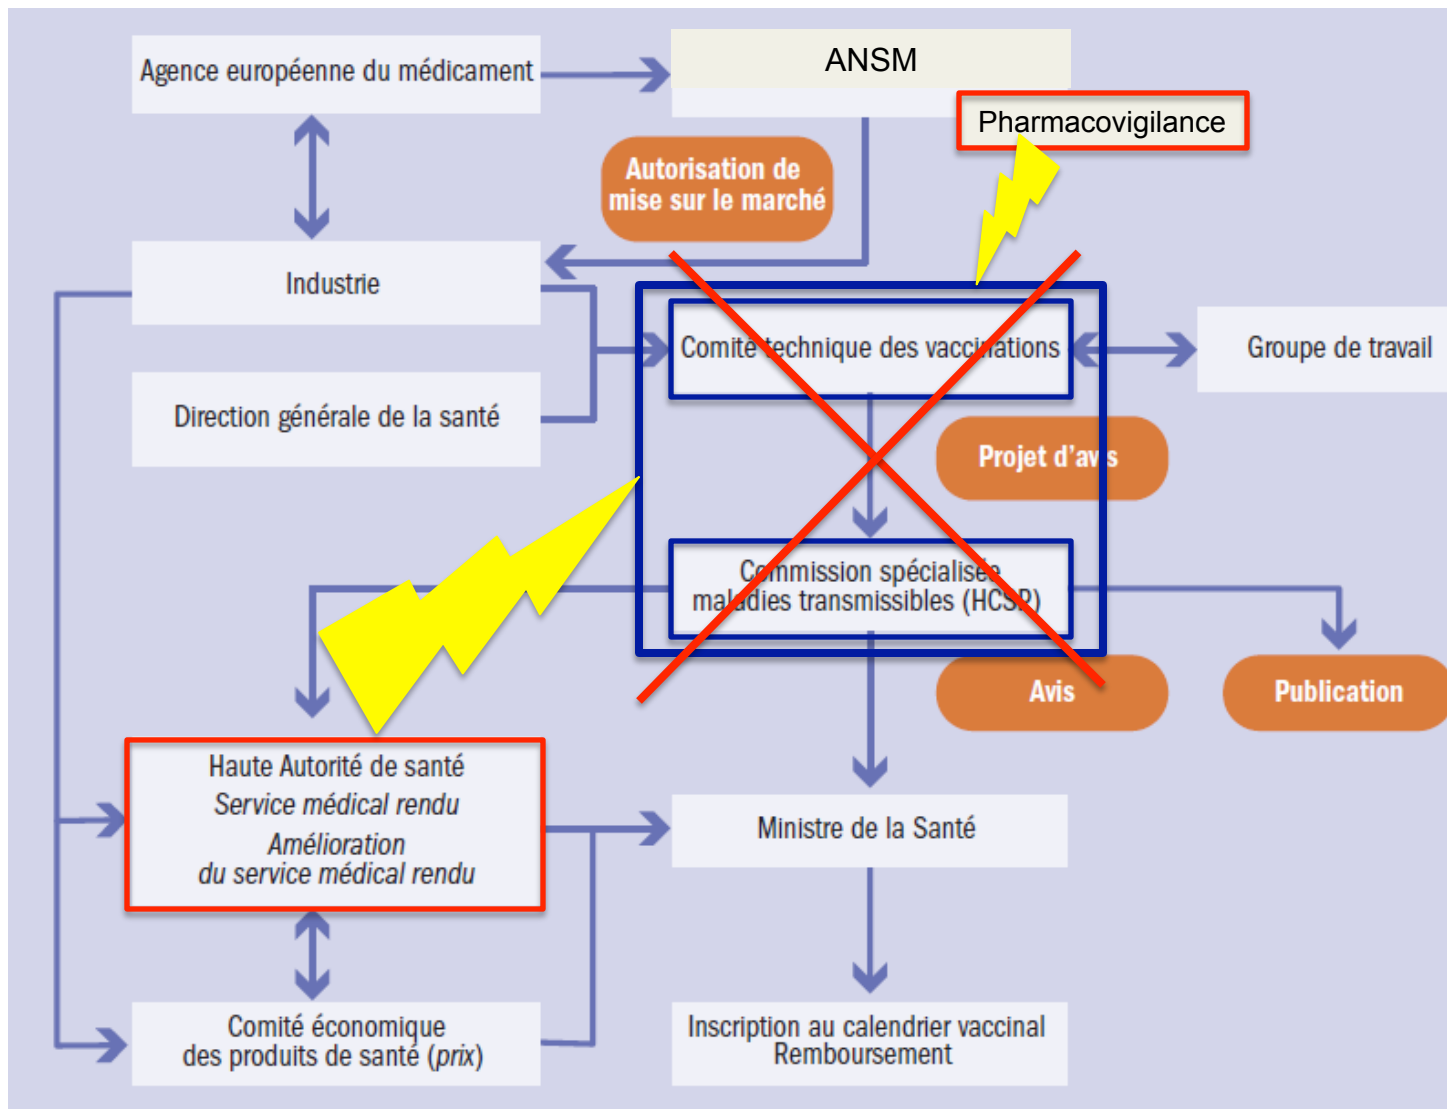 Agence européenne du médicament
ANSM
Pharmacovigilance
Autorisation de
mise sur le marché
Industrie
Comité technique des vaccinations
Groupe de travail
Direction générale de la santé
Projet d'avis
Commission spécialisée
maladies transmissibles (HCSP)
Avis
Publication
Haute Autorité de santé
Service médical rendu
Amélioration
du service médical rendu
Ministre de la Santé
Comité économique
des produits de santé (prix)
Inscription au calendrier vaccinal
Remboursement